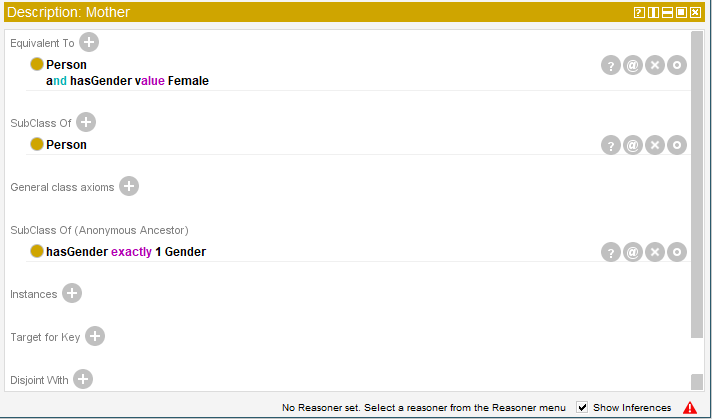 Description: Mother
Equivalent To
Person
and hasGender value Female
SubClass Of
Person
General class axioms
SubClass Of (Anonymous Ancestor)
hasGender exactly 1 Gender
Instances
Target for Key
Disjoint With
No Reasoner set. Select a reasoner from the Reasoner menu Show Inferences